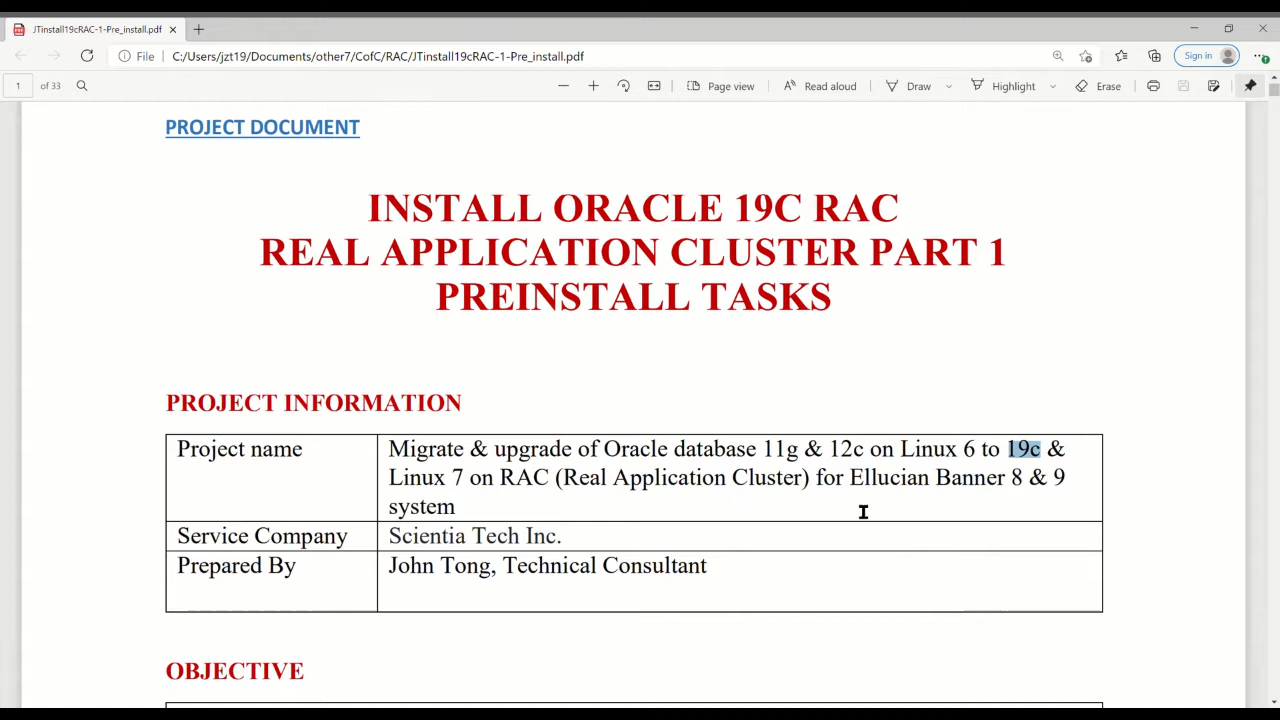 JTinstall19cRAC-1-Pre_install.pdf
File C:/Users/jzt19/Documents/other7/CofC/RAC/JTinstall19cRAC-1-Pre_install.pdf Sign in
1 of 33 Page view Read aloud Draw Highlight Erase
PROJECT DOCUMENT
INSTALL ORACLE 19C RAC
REAL APPLICATION CLUSTER PART 1
PREINSTALL TASKS
PROJECT INFORMATION
Project name Migrate & upgrade of Oracle database 11g & 12c on Linux 6 to 19c &
Linux 7 on RAC (Real Application Cluster) for Ellucian Banner 8 & 9
system
Service Company Scientia Tech Inc.
Prepared By John Tong, Technical Consultant
OBJECTIVE